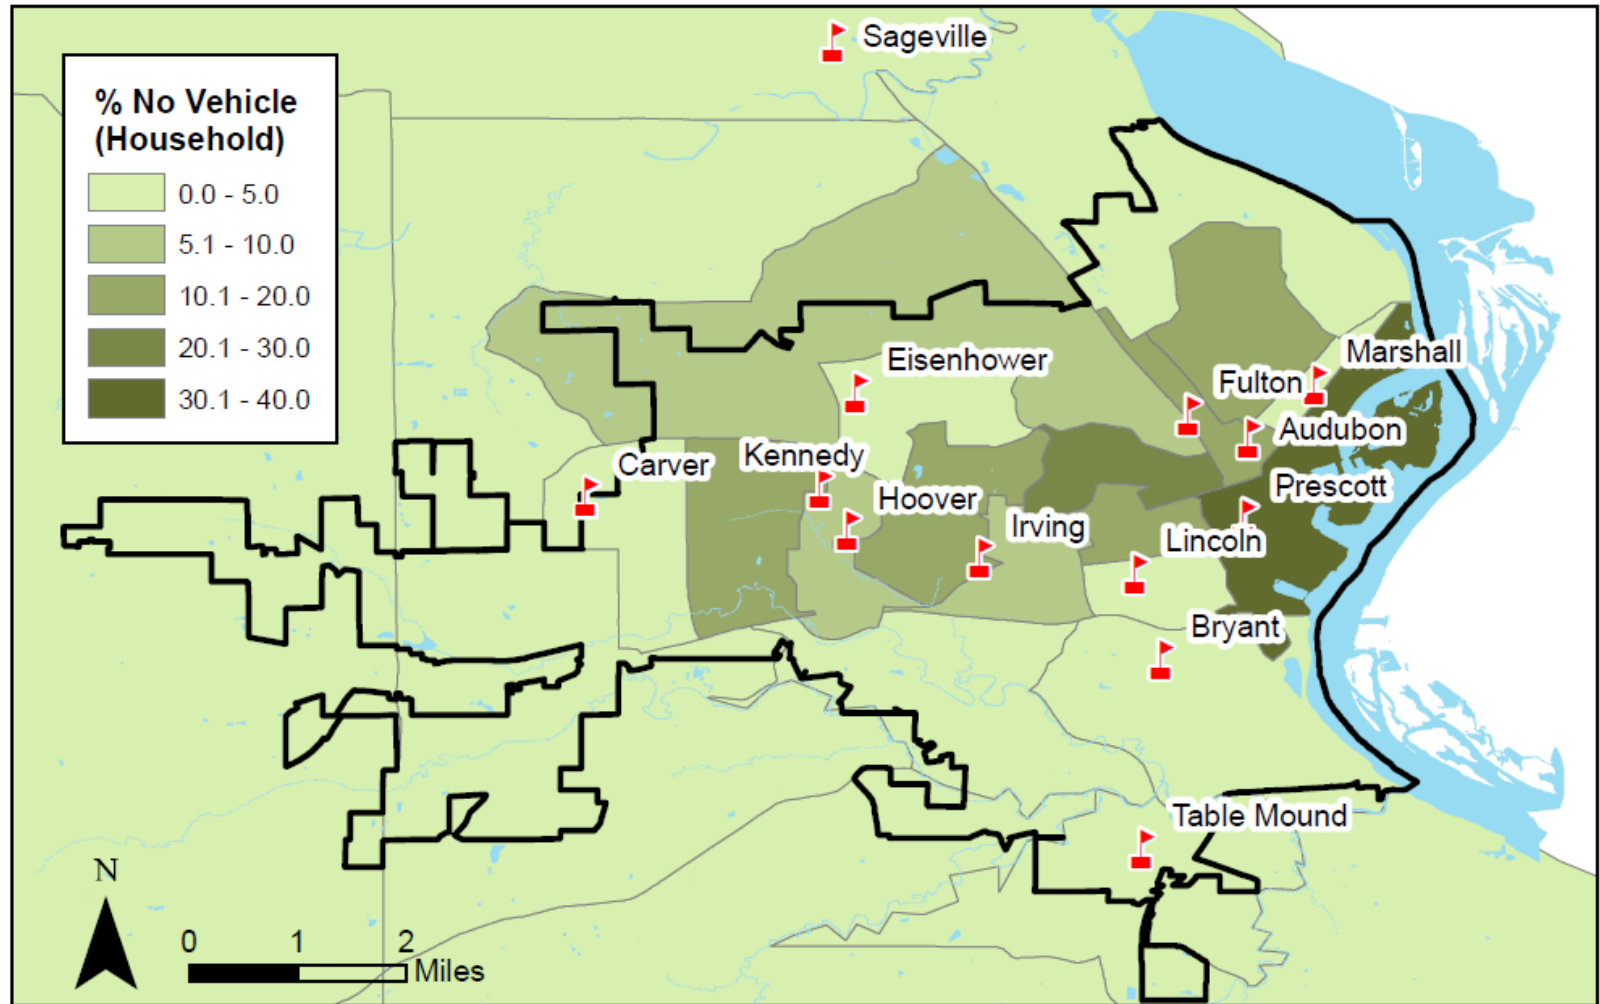 Sageville
% No Vehicle
(Household)
0.0 - 5.0
5.1 - 10.0
10.1 - 20.0
20.1 - 30.0
30.1 - 40.0
Marshall
Eisenhower
Fulton
Audubon
Kennedy
Carver
Prescott
Hoover
Irving
Lincoln
Bryant
Table Mound
N
0 1 2
Miles